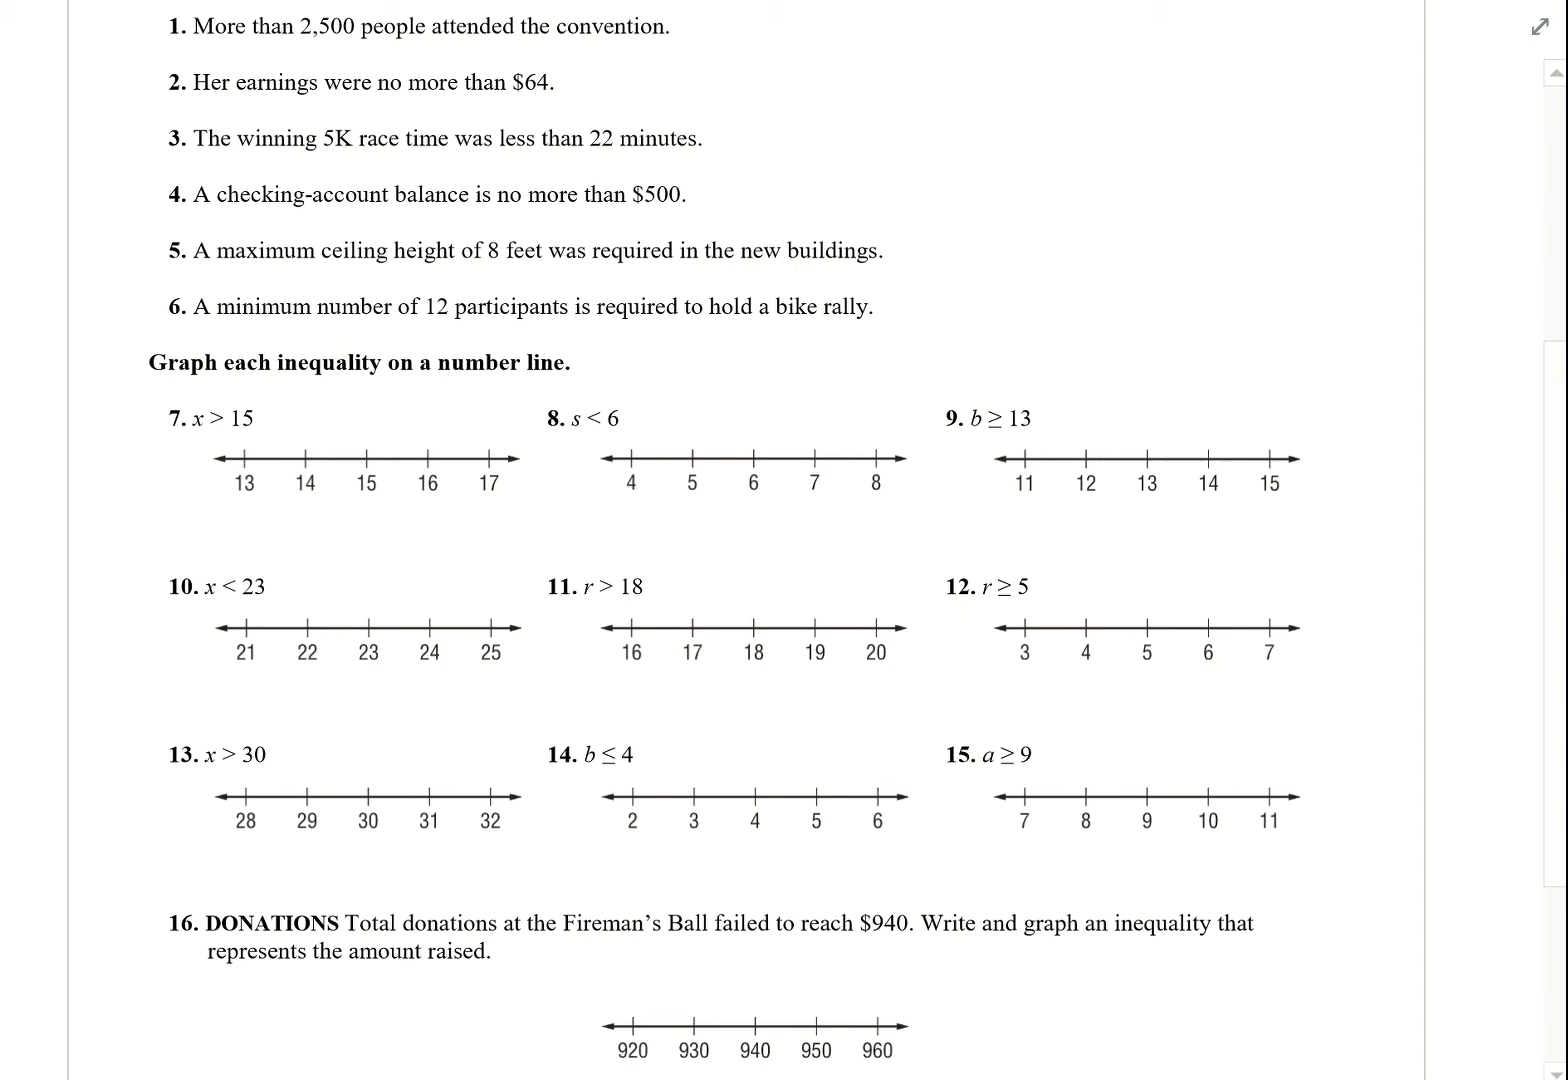 1. More than 2,500 people attended the convention.
2. Her earnings were no more than $64.
3. The winning 5K race time was less than 22 minutes.
4. A checking-account balance is no more than $500.
5. A maximum ceiling height of 8 feet was required in the new buildings.
6. A minimum number of 12 participants is required to hold a bike rally.
Graph each inequality on a number line.
7. x > 15 8. s < 6 9. b ≥ 13
13 14 15 16 17 4 5 6 7 8 11 12 13 14 15
10. x < 23 11. r > 18 12. r ≥ 5
21 22 23 24 25 16 17 18 19 20 3 4 5 6 7
13. x > 30 14. b ≤ 4 15. a ≥ 9
28 29 30 31 32 2 3 4 5 6 7 8 9 10 11
16. DONATIONS Total donations at the Fireman’s Ball failed to reach $940. Write and graph an inequality that
represents the amount raised.
920 930 940 950 960